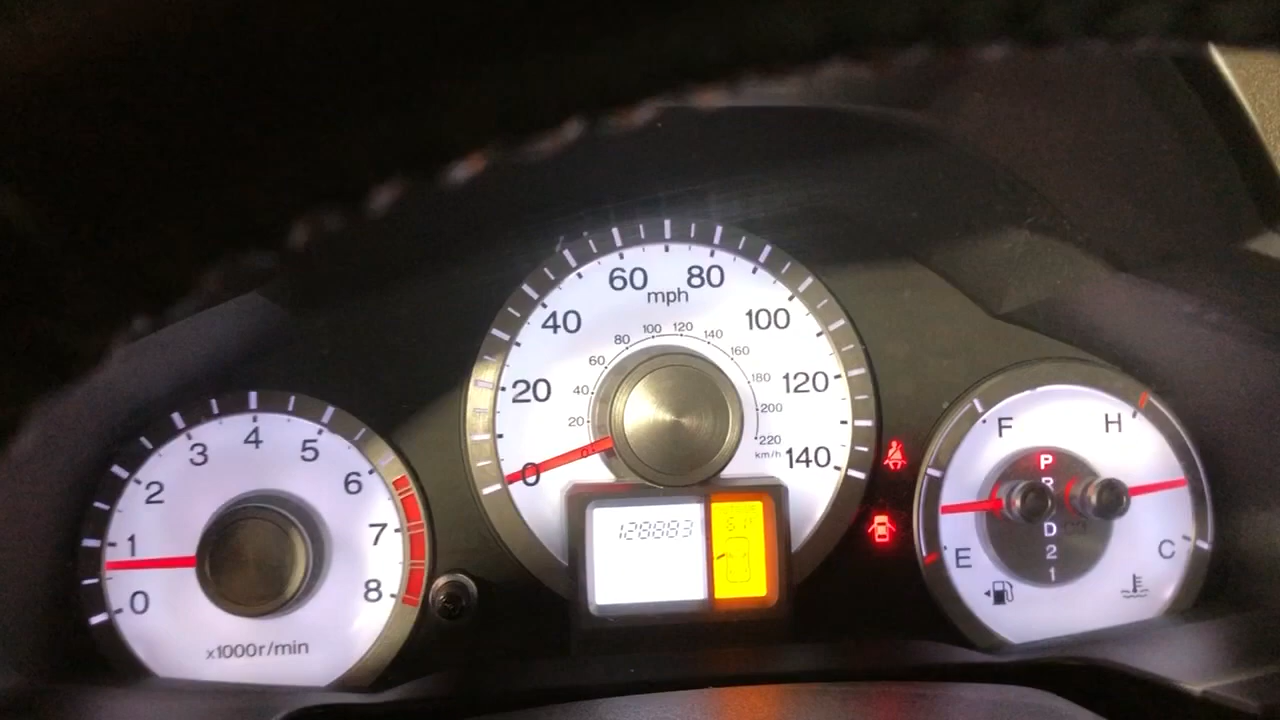 60 80
mph
40 100
20 120
0 140
80 100 120 140
60 160
40 180
20 200
0 220
km/h
128883
4
3 5
2 6
1 7
0 8
x1000r/min
F H
E C
P
R
D
2
1